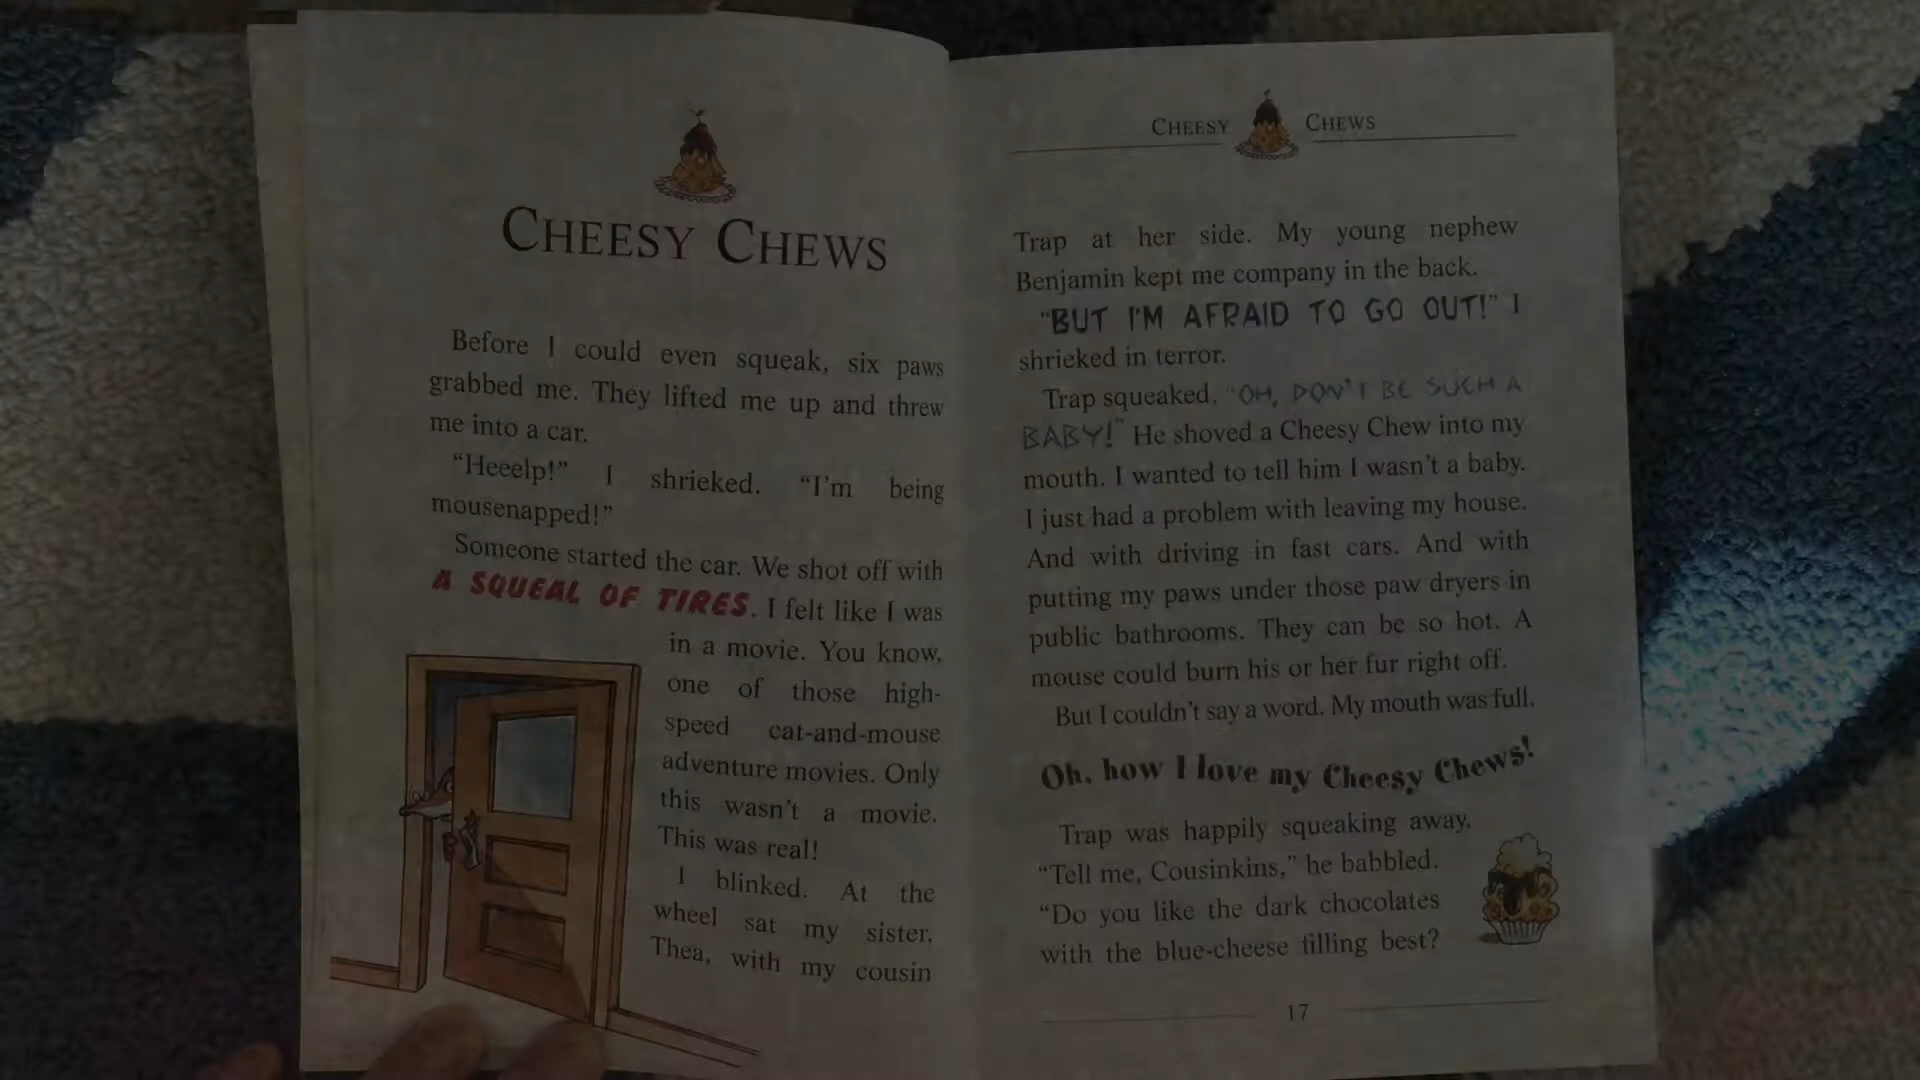 CHEESY CHEWS
Before I could even squeak, six paws
grabbed me. They lifted me up and threw
me into a car.
“Heeelp!” I shrieked. “I’m being
mousenapped!”
Someone started the car. We shot off with
A SQUEAL OF TIRES. I felt like I was
in a movie. You know,
one of those high-
speed cat-and-mouse
adventure movies. Only
this wasn’t a movie.
This was real!
I blinked. At the
wheel sat my sister,
Thea, with my cousin
CHEESY CHEWS
Trap at her side. My young nephew
Benjamin kept me company in the back.
“BUT I’M AFRAID TO GO OUT!” I
shrieked in terror.
Trap squeaked, “OH, DON’T BE SUCH A
BABY!” He shoved a Cheesy Chew into my
mouth. I wanted to tell him I wasn’t a baby.
I just had a problem with leaving my house.
And with driving in fast cars. And with
putting my paws under those paw dryers in
public bathrooms. They can be so hot. A
mouse could burn his or her fur right off.
But I couldn’t say a word. My mouth was full.
Oh, how I love my Cheesy Chews!
Trap was happily squeaking away.
“Tell me, Cousinkins,” he babbled.
“Do you like the dark chocolates
with the blue-cheese filling best?
17